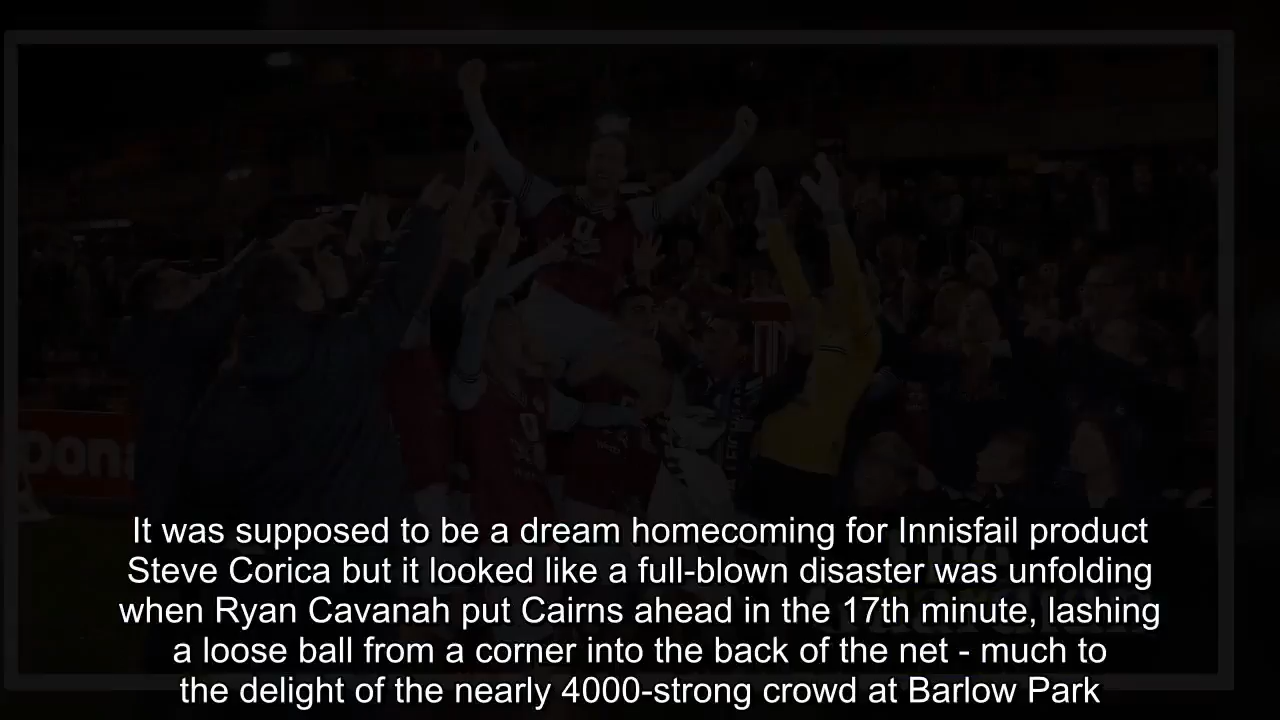 It was supposed to be a dream homecoming for Innisfail product
Steve Corica but it looked like a full-blown disaster was unfolding
when Ryan Cavanah put Cairns ahead in the 17th minute, lashing
a loose ball from a corner into the back of the net - much to
the delight of the nearly 4000-strong crowd at Barlow Park